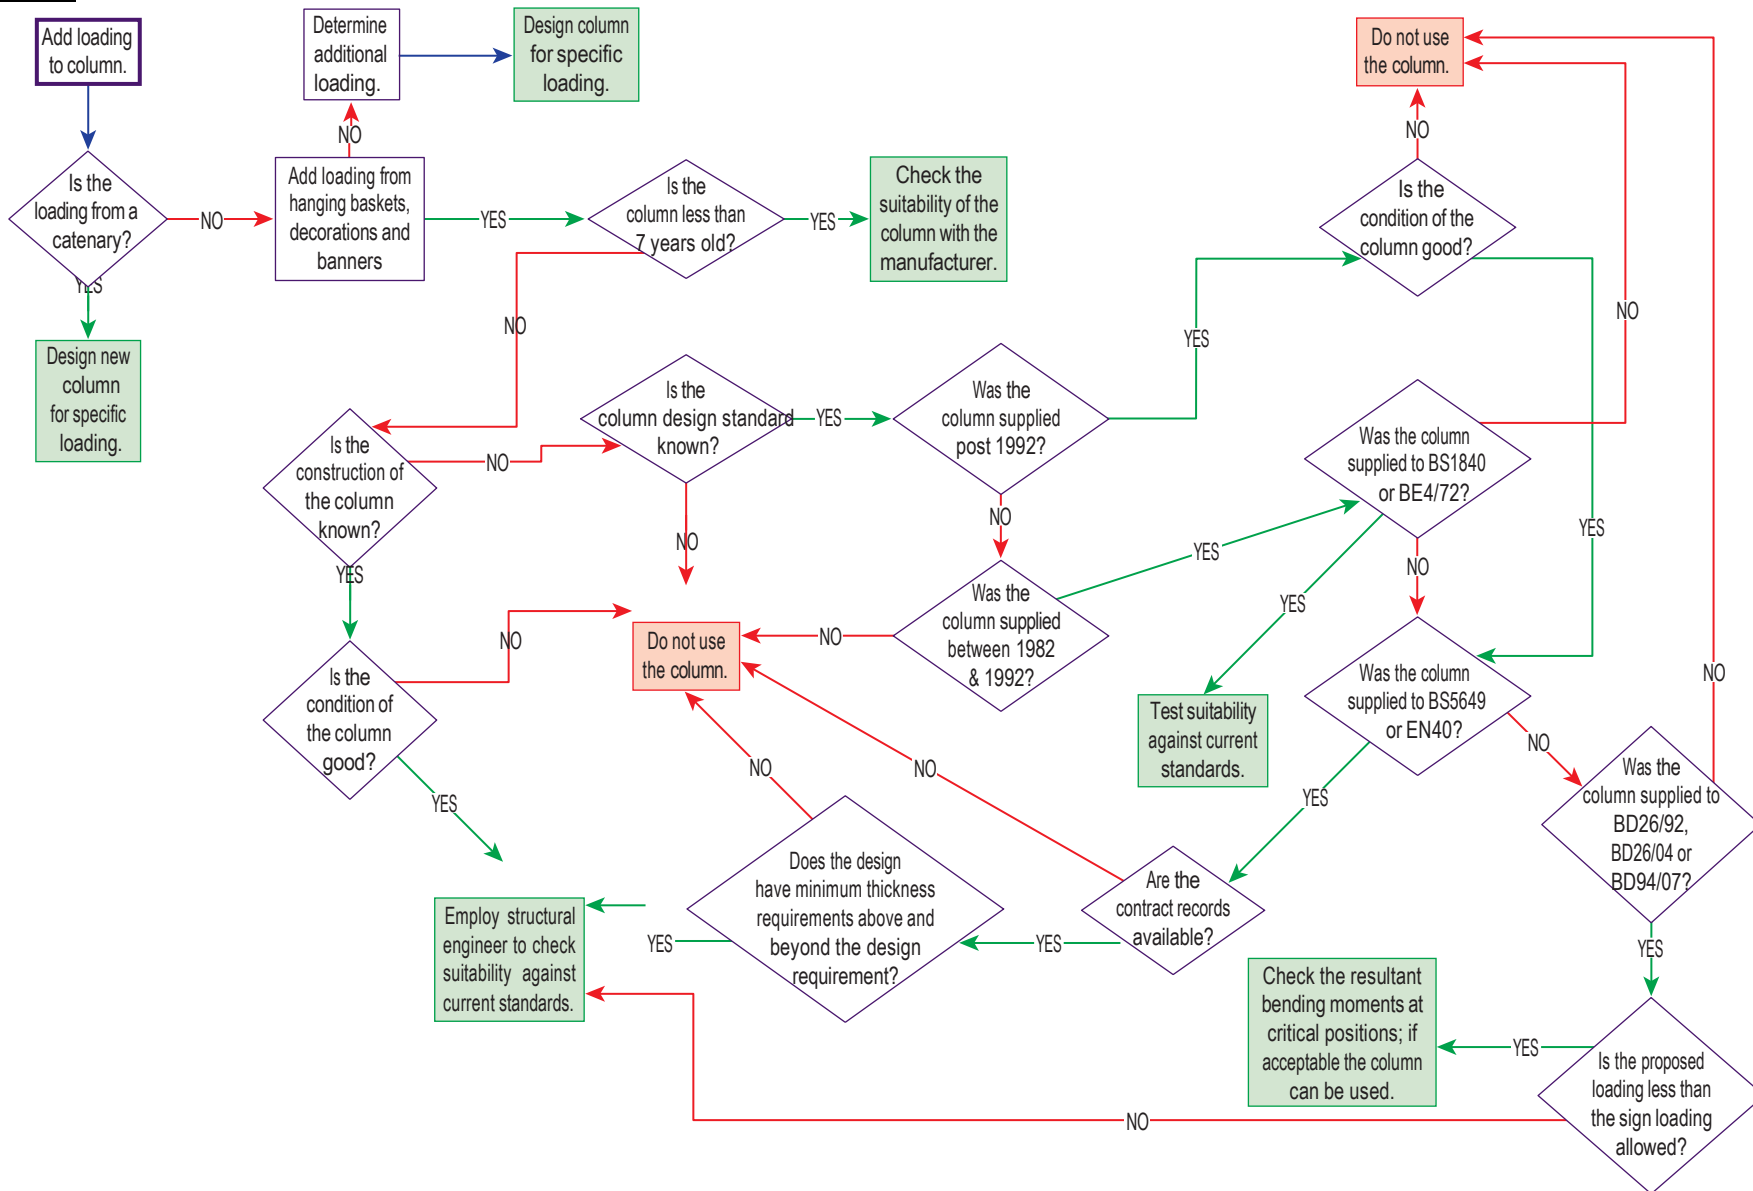 Add loading
to column.
Is the
loading from a
catenary?
YES
Design new
column
for specific
loading.
NO
Determine
additional
loading.
NO
Add loading from
hanging baskets,
decorations and
banners
Design column
for specific
loading.
YES
Is the
column less than
7 years old?
YES
Check the
suitability of the
column with the
manufacturer.
NO
Is the
construction of
the column
known?
NO
YES
Is the
condition of
the column
good?
NO
YES
Is the
column design standard
known?
YES
NO
Was the
column supplied
post 1992?
YES
NO
Was the
column supplied
between 1982
& 1992?
YES
NO
Do not use
the column.
Do not use
the column.
NO
Is the
condition of the
column good?
YES
NO
Was the column
supplied to BS1840
or BE4/72?
YES
NO
Test suitability
against current
standards.
Was the column
supplied to BS5649
or EN40?
NO
YES
NO
Was the
column supplied to
BD26/92,
BD26/04 or
BD94/07?
YES
Are the
contract records
available?
NO
YES
Does the design
have minimum thickness
requirements above and
beyond the design
requirement?
NO
YES
Employ structural
engineer to check
suitability against
current standards.
Check the resultant
bending moments at
critical positions; if
acceptable the column
can be used.
YES
Is the proposed
loading less than
the sign loading
allowed?
NO